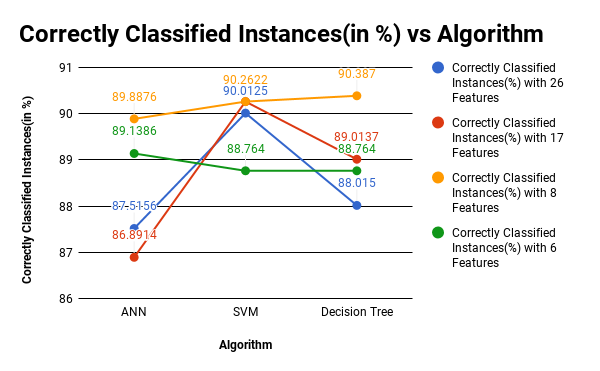 Correctly Classified Instances(in %) vs Algorithm
91
90
89
88
87
86
Correctly Classified Instances(in %)
89.8876
89.1386
87.5156
86.8914
90.2622
90.0125
88.764
90.387
89.0137
88.764
88.015
ANN
SVM
Decision Tree
Algorithm
Correctly Classified
Instances(%) with 26
Features
Correctly Classified
Instances(%) with 17
Features
Correctly Classified
Instances(%) with 8
Features
Correctly Classified
Instances(%) with 6
Features